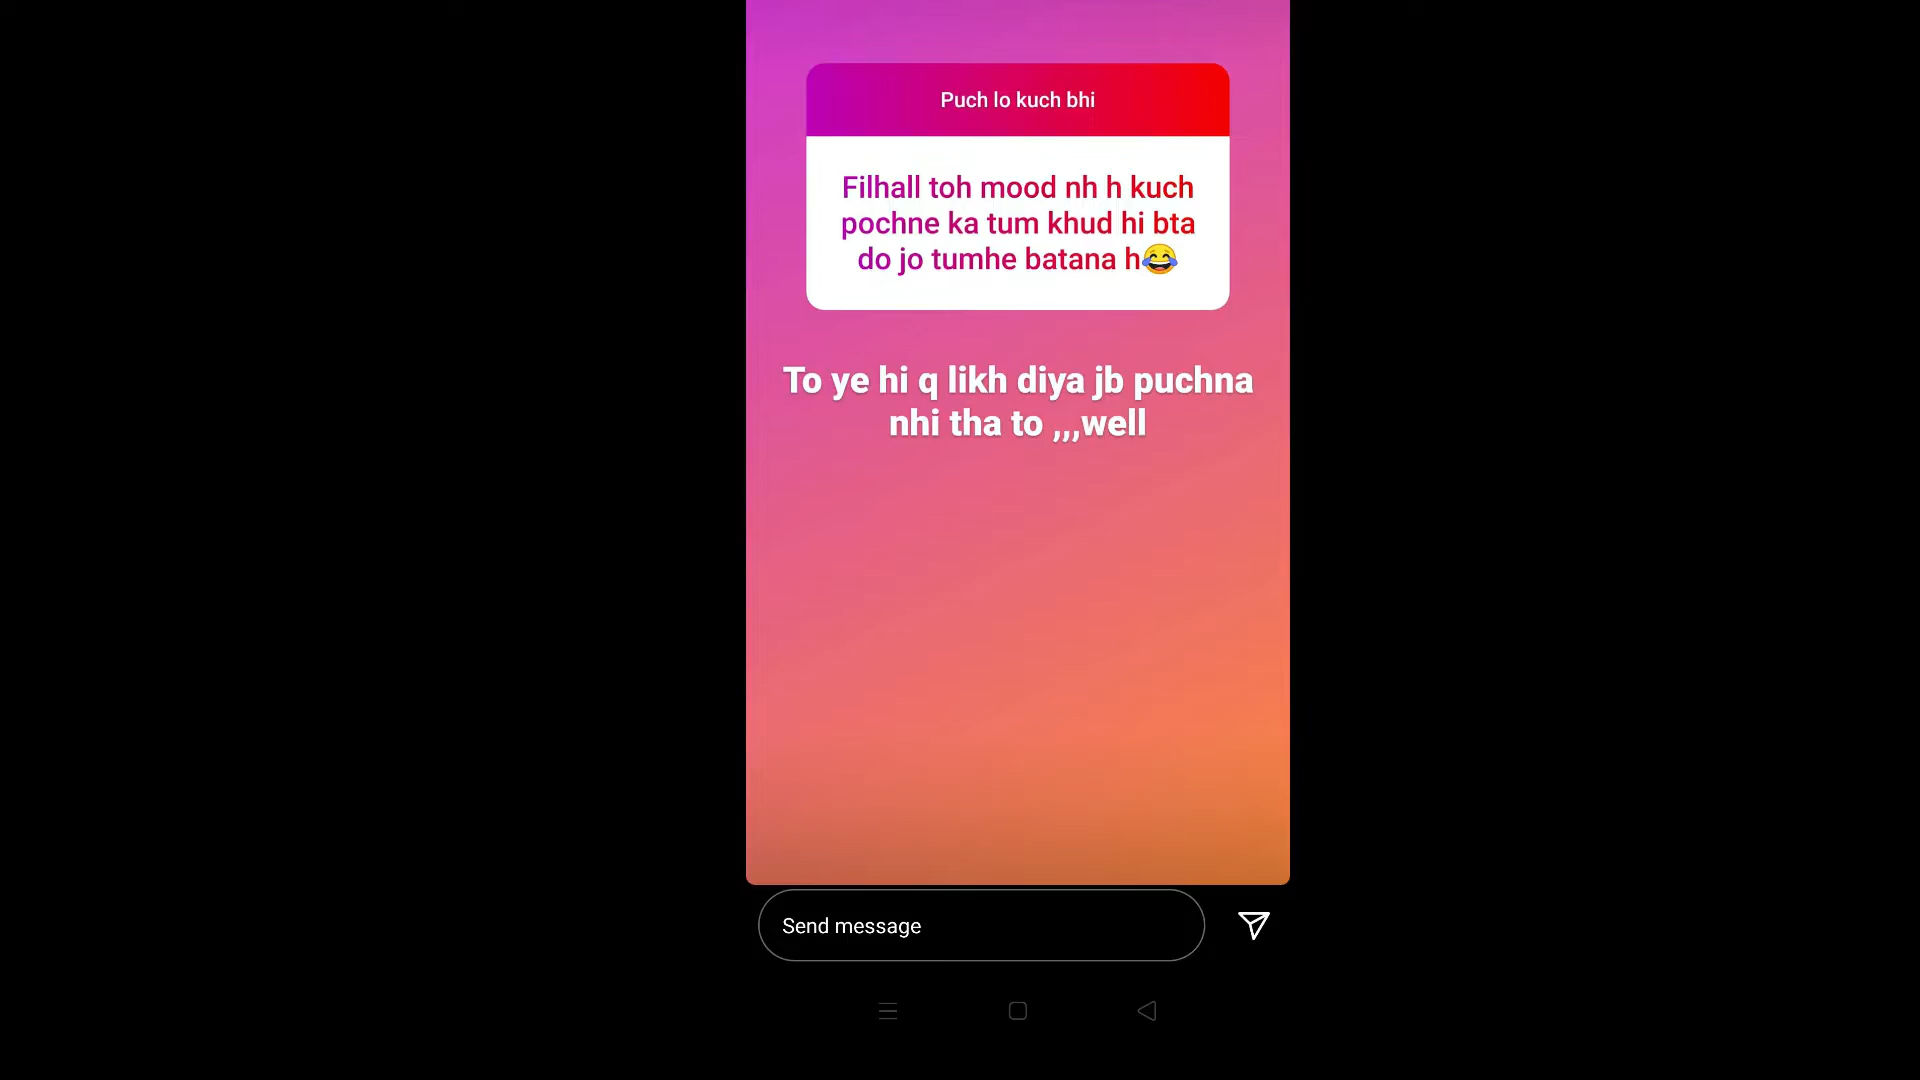 Puch lo kuch bhi
Filhall toh mood nh h kuch
pochne ka tum khud hi bta
do jo tumhe batana h😂
To ye hi q likh diya jb puchna
nhi tha to ,,,well
Send message